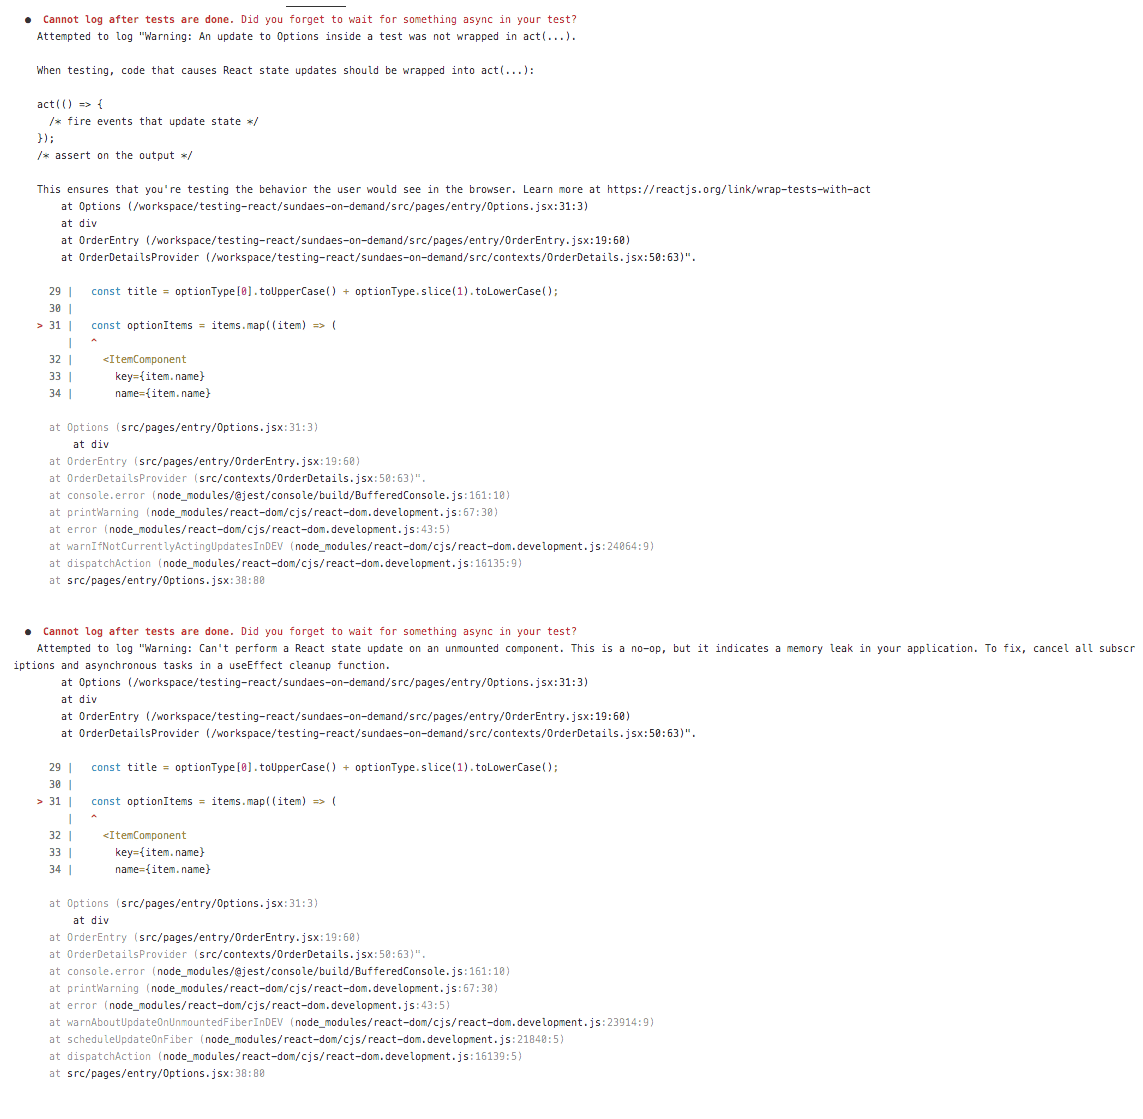 ● Cannot log after tests are done. Did you forget to wait for something async in your test?
Attempted to log "Warning: An update to Options inside a test was not wrapped in act(...).
When testing, code that causes React state updates should be wrapped into act(...):
act(() => {
/* fire events that update state */
});
/* assert on the output */
This ensures that you're testing the behavior the user would see in the browser. Learn more at https://reactjs.org/link/wrap-tests-with-act
at Options (/workspace/testing-react/sundaes-on-demand/src/pages/entry/Options.jsx:31:3)
at div
at OrderEntry (/workspace/testing-react/sundaes-on-demand/src/pages/entry/OrderEntry.jsx:19:60)
at OrderDetailsProvider (/workspace/testing-react/sundaes-on-demand/src/contexts/OrderDetails.jsx:50:63)".
29 | const title = optionType[0].toUpperCase() + optionType.slice(1).toLowerCase();
30 |
> 31 | const optionItems = items.map((item) => (
| ^
32 | <ItemComponent
33 | key={item.name}
34 | name={item.name}
at Options (src/pages/entry/Options.jsx:31:3)
at div
at OrderEntry (src/pages/entry/OrderEntry.jsx:19:60)
at OrderDetailsProvider (src/contexts/OrderDetails.jsx:50:63)".
at console.error (node_modules/@jest/console/build/BufferedConsole.js:161:10)
at printWarning (node_modules/react-dom/cjs/react-dom.development.js:67:30)
at error (node_modules/react-dom/cjs/react-dom.development.js:43:5)
at warnIfNotCurrentlyActingUpdatesInDEV (node_modules/react-dom/cjs/react-dom.development.js:24064:9)
at dispatchAction (node_modules/react-dom/cjs/react-dom.development.js:16135:9)
at src/pages/entry/Options.jsx:38:80
● Cannot log after tests are done. Did you forget to wait for something async in your test?
Attempted to log "Warning: Can't perform a React state update on an unmounted component. This is a no-op, but it indicates a memory leak in your application. To fix, cancel all subscr
iptions and asynchronous tasks in a useEffect cleanup function.
at Options (/workspace/testing-react/sundaes-on-demand/src/pages/entry/Options.jsx:31:3)
at div
at OrderEntry (/workspace/testing-react/sundaes-on-demand/src/pages/entry/OrderEntry.jsx:19:60)
at OrderDetailsProvider (/workspace/testing-react/sundaes-on-demand/src/contexts/OrderDetails.jsx:50:63)".
29 | const title = optionType[0].toUpperCase() + optionType.slice(1).toLowerCase();
30 |
> 31 | const optionItems = items.map((item) => (
| ^
32 | <ItemComponent
33 | key={item.name}
34 | name={item.name}
at Options (src/pages/entry/Options.jsx:31:3)
at div
at OrderEntry (src/pages/entry/OrderEntry.jsx:19:60)
at OrderDetailsProvider (src/contexts/OrderDetails.jsx:50:63)".
at console.error (node_modules/@jest/console/build/BufferedConsole.js:161:10)
at printWarning (node_modules/react-dom/cjs/react-dom.development.js:67:30)
at error (node_modules/react-dom/cjs/react-dom.development.js:43:5)
at warnAboutUpdateOnUnmountedFiberInDEV (node_modules/react-dom/cjs/react-dom.development.js:23914:9)
at scheduleUpdateOnFiber (node_modules/react-dom/cjs/react-dom.development.js:21840:5)
at dispatchAction (node_modules/react-dom/cjs/react-dom.development.js:16139:5)
at src/pages/entry/Options.jsx:38:80